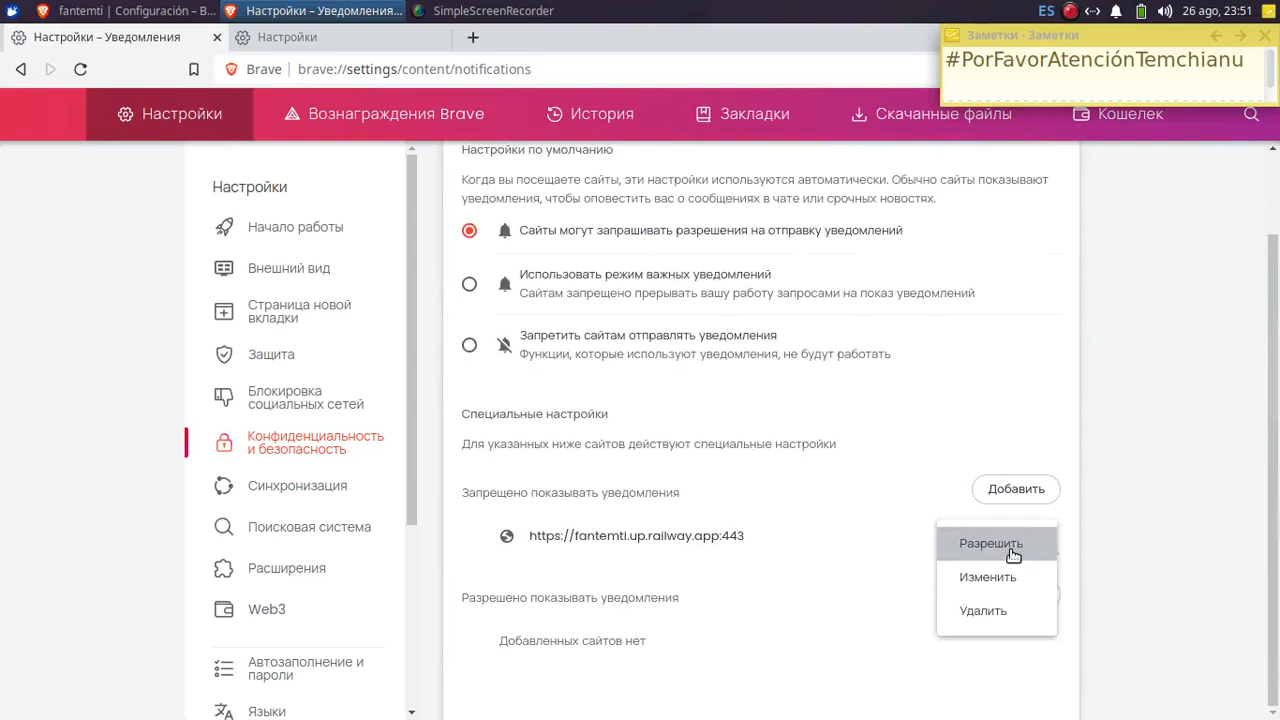 fantemti | Configuración – B...
Настройки – Уведомления...
SimpleScreenRecorder
ES
26 ago, 23:51
Настройки – Уведомления
Настройки
Заметки - Заметки
#PorFavorAtenciónTemchianu
Brave
brave://settings/content/notifications
Настройки
Вознаграждения Brave
История
Закладки
Скачанные файлы
Кошелек
Настройки
Начало работы
Внешний вид
Страница новой
вкладки
Защита
Блокировка
социальных сетей
Конфиденциальность
и безопасность
Синхронизация
Поисковая система
Расширения
Web3
Автозаполнение и
пароли
Языки
Настройки по умолчанию
Когда вы посещаете сайты, эти настройки используются автоматически. Обычно сайты показывают
уведомления, чтобы оповестить вас о сообщениях в чате или срочных новостях.
Сайты могут запрашивать разрешения на отправку уведомлений
Использовать режим важных уведомлений
Сайтам запрещено прерывать вашу работу запросами на показ уведомлений
Запретить сайтам отправлять уведомления
Функции, которые используют уведомления, не будут работать
Специальные настройки
Для указанных ниже сайтов действуют специальные настройки
Запрещено показывать уведомления
Добавить
https://fantemti.up.railway.app:443
Разрешить
Изменить
Удалить
Разрешено показывать уведомления
Добавленных сайтов нет